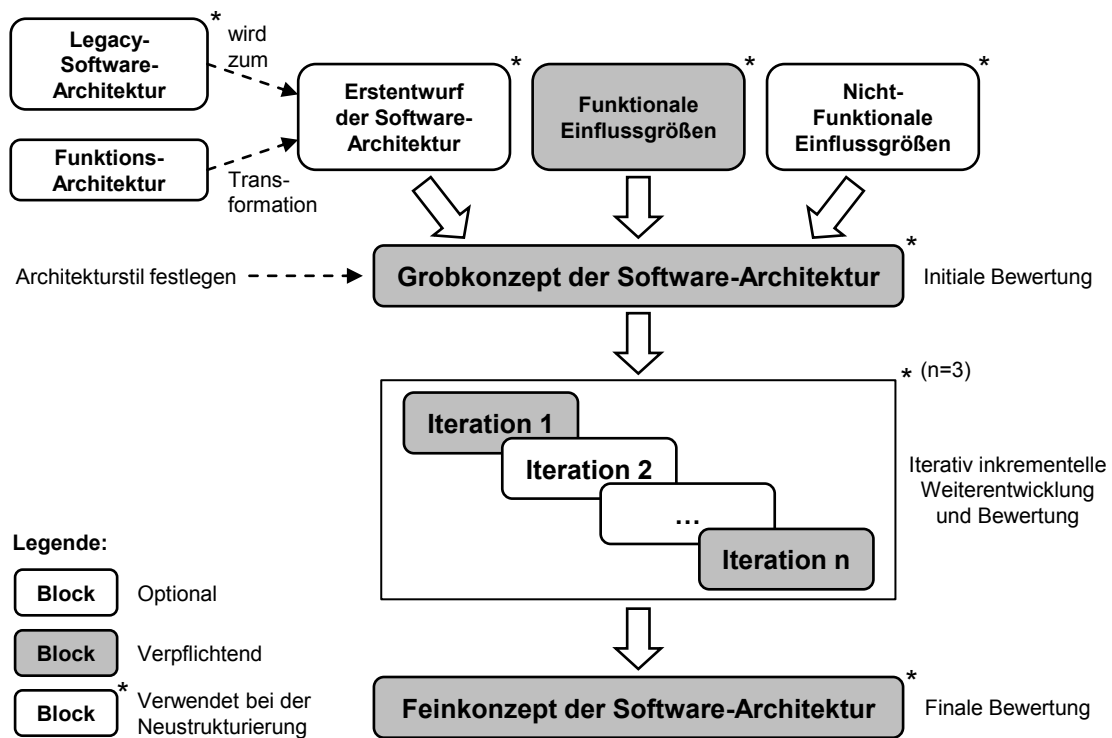 Legacy-
Software-
Architektur
*
wird
zum
Funktions-
Architektur
Trans-
formation
Erstentwurf
der Software-
Architektur
*
Funktionale
Einflussgrößen
*
Nicht-
Funktionale
Einflussgrößen
*
Architekturstil festlegen
Grobkonzept der Software-Architektur
*
Initiale Bewertung
* (n=3)
Iteration 1
Iteration 2
...
Iteration n
Iterativ inkrementelle
Weiterentwicklung
und Bewertung
Legende:
Block
Optional
Block
Verpflichtend
Block
*
Verwendet bei der
Neustrukturierung
Feinkonzept der Software-Architektur
*
Finale Bewertung